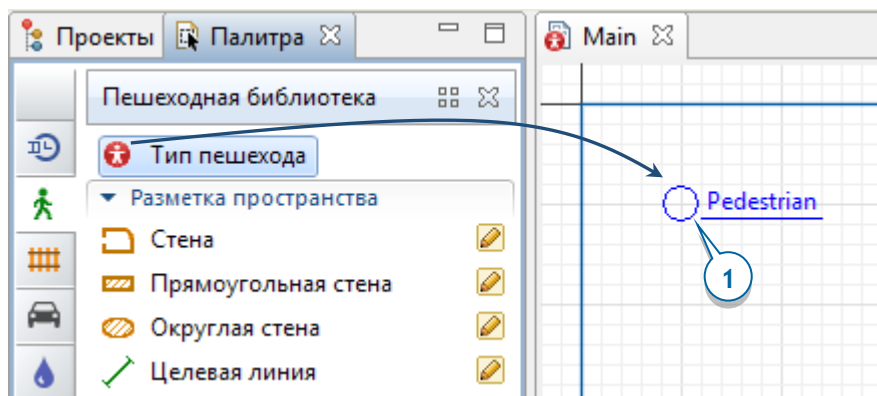 Проекты Палитра Main
Пешеходная библиотека
Тип пешехода
Разметка пространства
Стена
Прямоугольная стена
Округлая стена
Целевая линия
Pedestrian
1